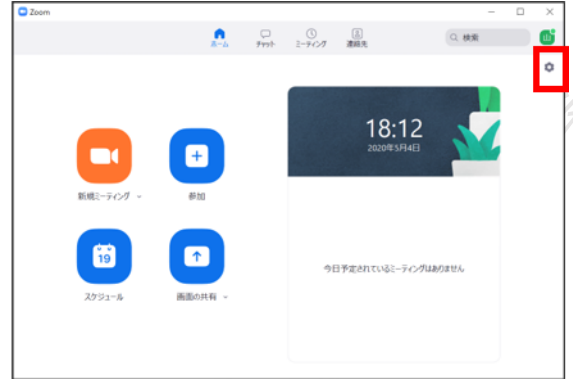 Zoom
ホーム
チャット
ミーティング
連絡先
検索
山
18:12
2020年5月4日
新規ミーティング
参加
今日予定されているミーティングはありません
19
スケジュール
画面の共有